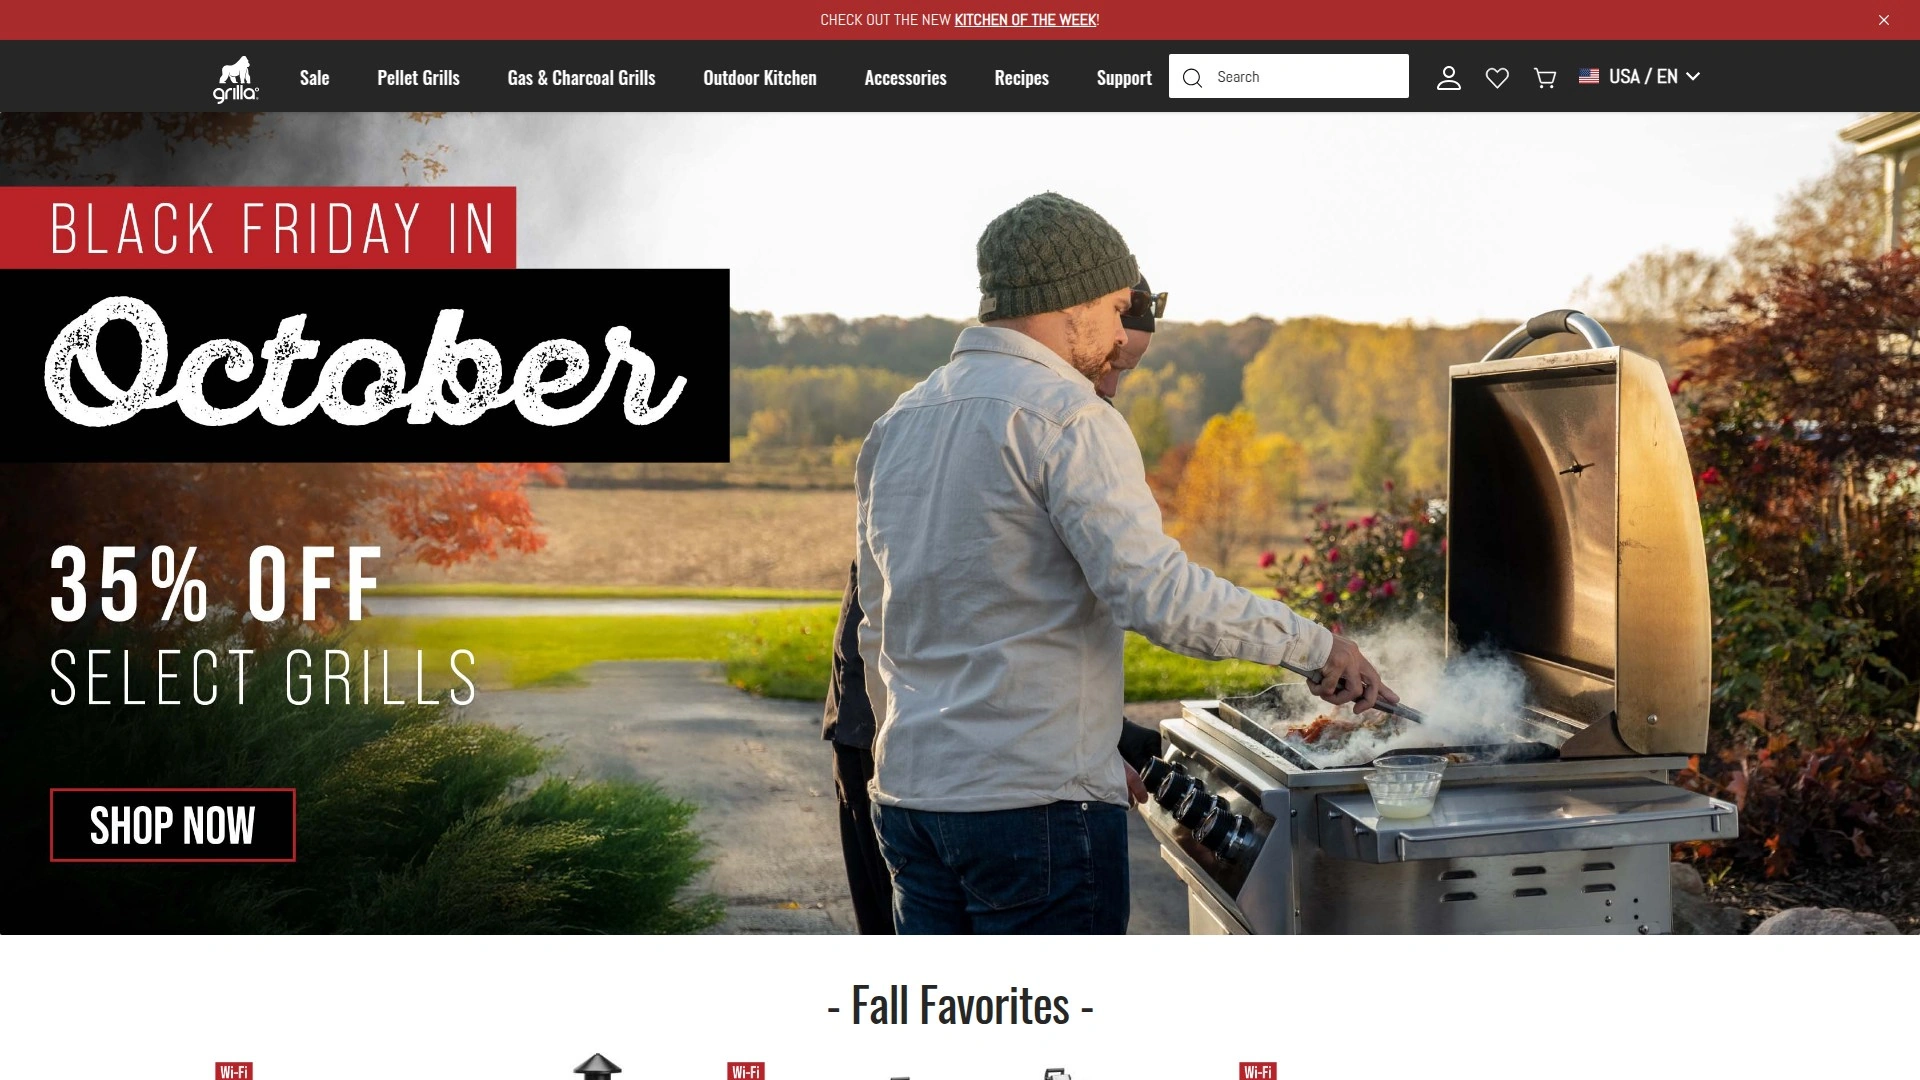 CHECK OUT THE NEW KITCHEN OF THE WEEK!
grilla
Sale
Pellet Grills
Gas & Charcoal Grills
Outdoor Kitchen
Accessories
Recipes
Support
Search
USA / EN
BLACK FRIDAY IN
October
35% OFF
SELECT GRILLS
SHOP NOW
- Fall Favorites -
Wi-Fi
Wi-Fi
Wi-Fi